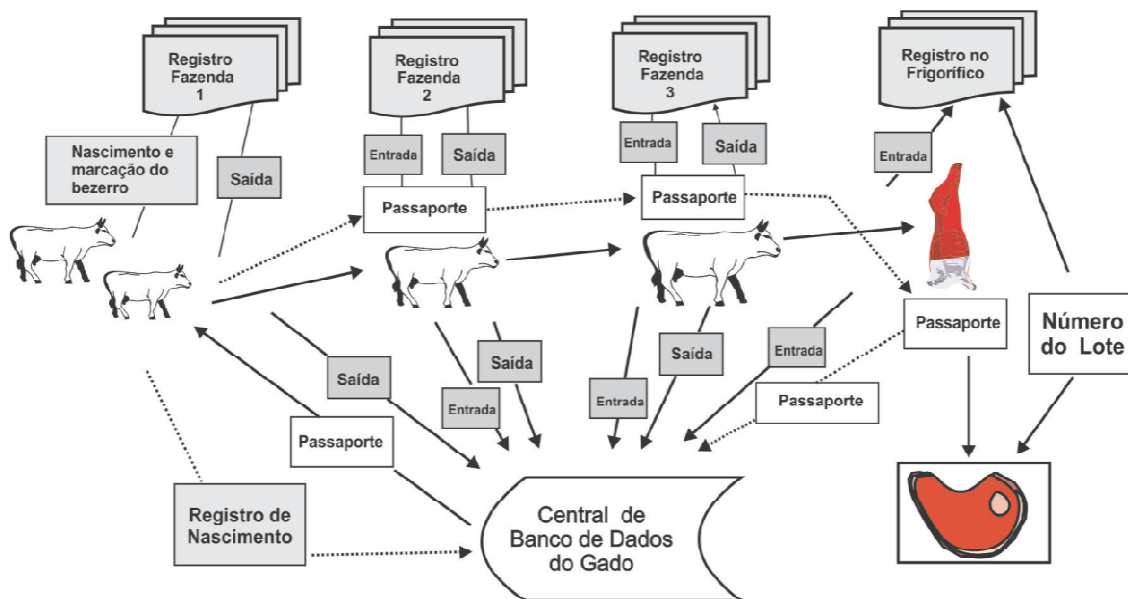 Registro
Fazenda
1
Registro
Fazenda
2
Registro
Fazenda
3
Registro no
Frigorífico
Nascimento e
marcação do
bezerro
Saída
Entrada
Saída
Entrada
Saída
Entrada
Passaporte
Passaporte
Passaporte
Número
do Lote
Saída
Entrada
Saída
Entrada
Saída
Entrada
Passaporte
Passaporte
Registro de
Nascimento
Central de
Banco de Dados
do Gado